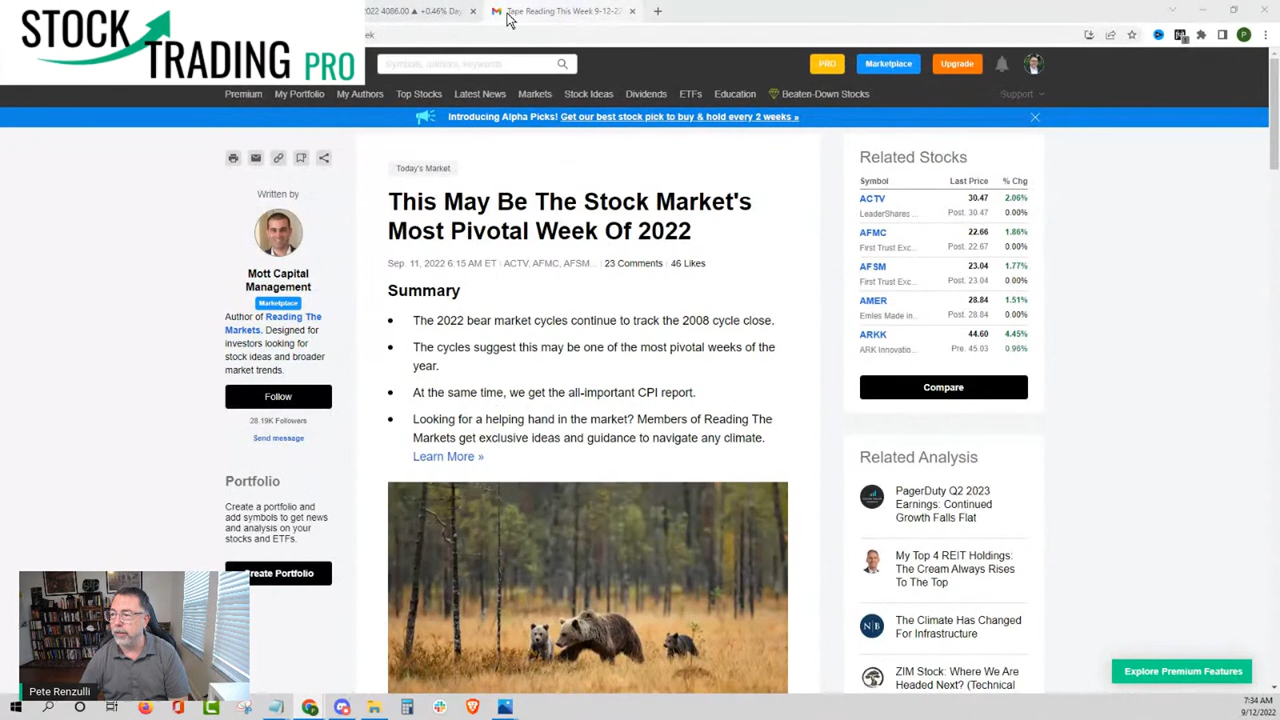 STOCK
TRADING PRO
2022 4086.00 ▲ +0.46% Day
Tape Reading This Week 9-12-22
ek
Symbols, authors, keywords
PRO
Marketplace
Upgrade
Premium
My Portfolio
My Authors
Top Stocks
Latest News
Markets
Stock Ideas
Dividends
ETFs
Education
Beaten-Down Stocks
Support
Introducing Alpha Picks! Get our best stock pick to buy & hold every 2 weeks »
Written by
Mott Capital
Management
Marketplace
Author of Reading The
Markets. Designed for
investors looking for
stock ideas and broader
market trends.
Follow
28.19K Followers
Send message
Portfolio
Create a portfolio and
add symbols to get news
and analysis on your
stocks and ETFs.
Create Portfolio
Today's Market
This May Be The Stock Market's
Most Pivotal Week Of 2022
Sep. 11, 2022 6:15 AM ET | ACTV, AFMC, AFSM... | 23 Comments | 46 Likes
Summary
• The 2022 bear market cycles continue to track the 2008 cycle close.
• The cycles suggest this may be one of the most pivotal weeks of the
year.
• At the same time, we get the all-important CPI report.
• Looking for a helping hand in the market? Members of Reading The
Markets get exclusive ideas and guidance to navigate any climate.
Learn More »
Related Stocks
Symbol Last Price % Chg
ACTV 30.47 2.06%
LeaderShares ... Post. 30.47 0.00%
AFMC 22.66 1.86%
First Trust Exc... Post. 22.67 0.00%
AFSM 23.04 1.77%
First Trust Exc... Post. 23.04 0.00%
AMER 28.84 1.51%
Emles Made in... Post. 28.84 0.00%
ARKK 44.60 4.45%
ARK Innovatio... Pre. 45.03 0.96%
Compare
Related Analysis
PagerDuty Q2 2023
Earnings: Continued
Growth Falls Flat
My Top 4 REIT Holdings:
The Cream Always Rises
To The Top
NB
The Climate Has Changed
For Infrastructure
ZIM Stock: Where We Are
Headed Next? (Technical
Explore Premium Features
Pete Renzulli
7:34 AM
9/12/2022